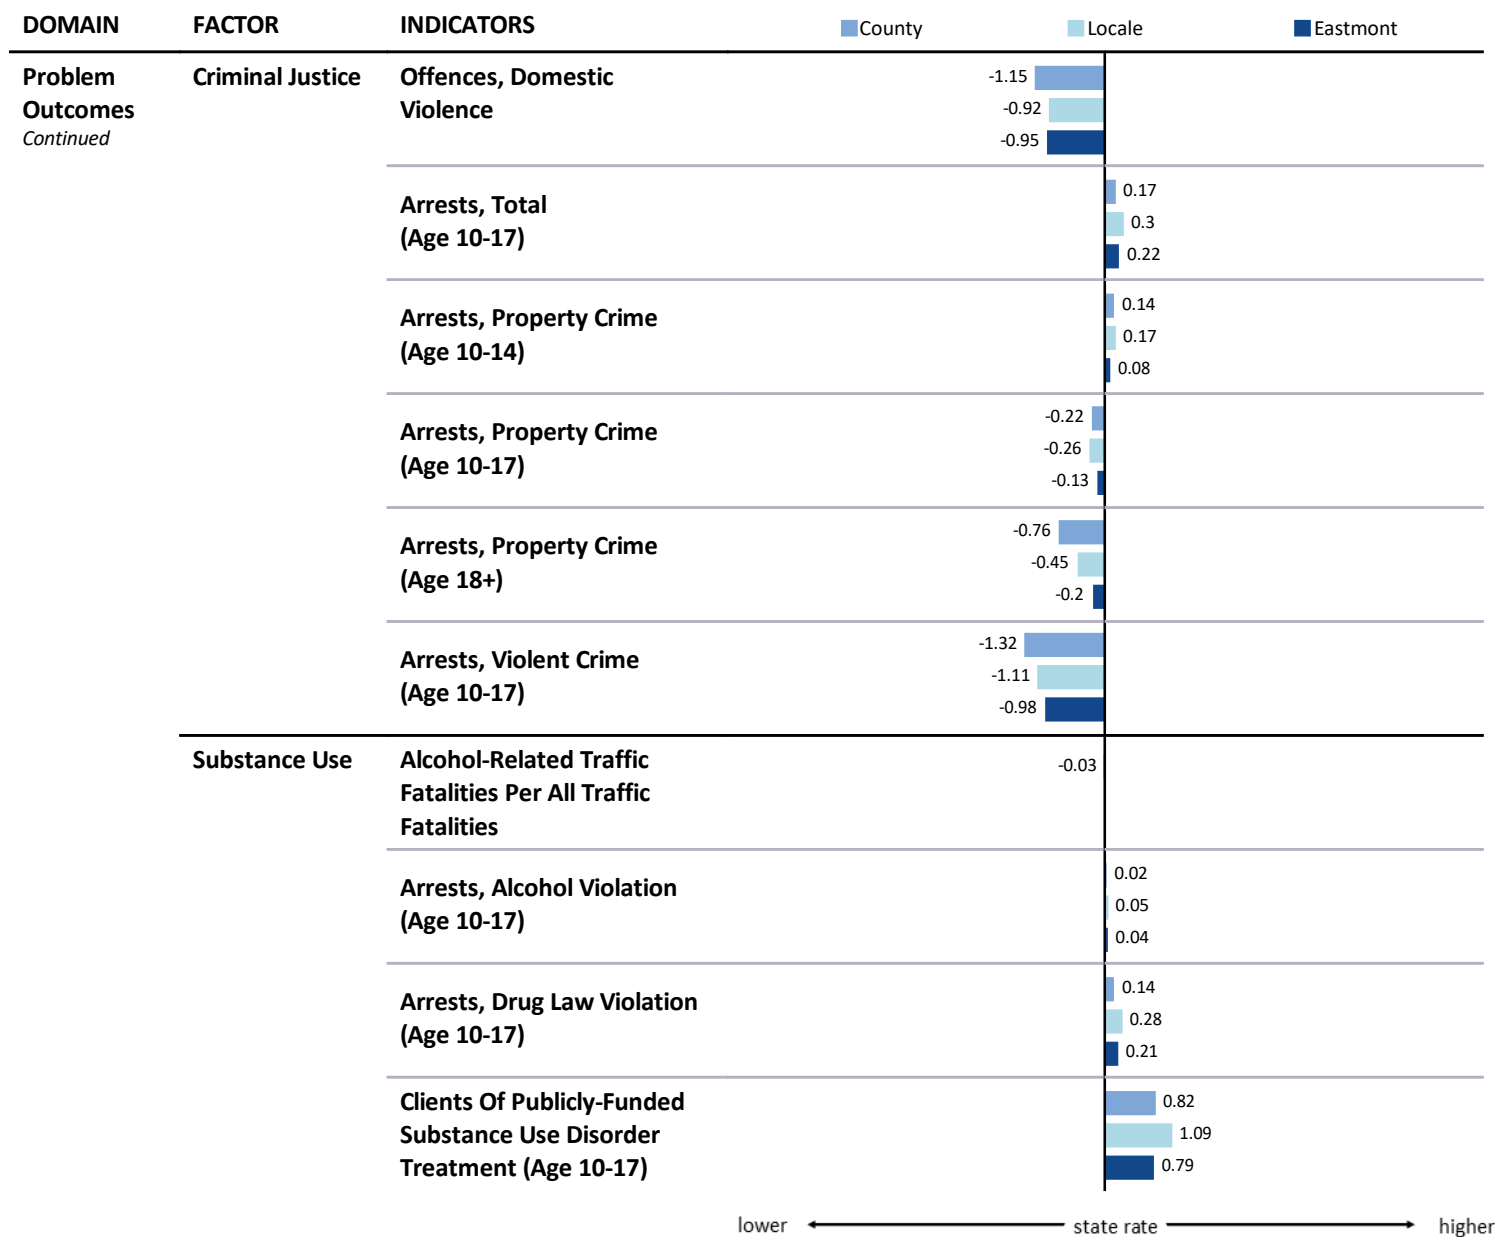 DOMAIN FACTOR INDICATORS County Locale Eastmont
Problem Outcomes Continued
Criminal Justice
Offences, Domestic
Violence
-1.15
-0.92
-0.95
Arrests, Total
(Age 10-17)
0.17
0.3
0.22
Arrests, Property Crime
(Age 10-14)
0.14
0.17
0.08
Arrests, Property Crime
(Age 10-17)
-0.22
-0.26
-0.13
Arrests, Property Crime
(Age 18+)
-0.76
-0.45
-0.2
Arrests, Violent Crime
(Age 10-17)
-1.32
-1.11
-0.98
Substance Use
Alcohol-Related Traffic
Fatalities Per All Traffic
Fatalities
-0.03
Arrests, Alcohol Violation
(Age 10-17)
0.02
0.05
0.04
Arrests, Drug Law Violation
(Age 10-17)
0.14
0.28
0.21
Clients Of Publicly-Funded
Substance Use Disorder
Treatment (Age 10-17)
0.82
1.09
0.79
lower state rate higher